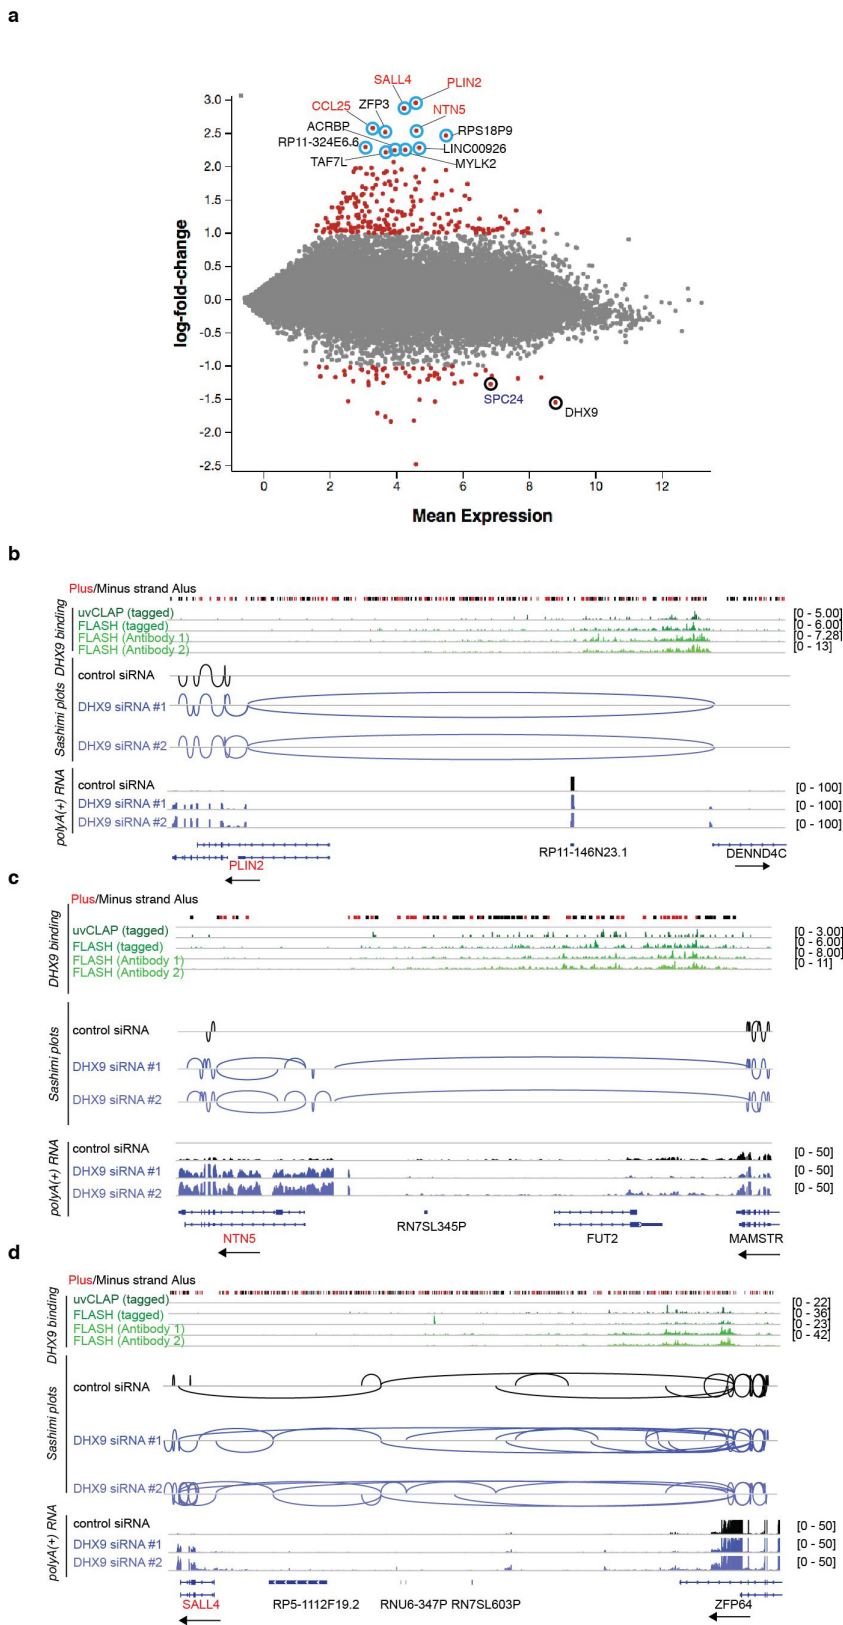 a
SALL4
PLIN2
CCL25
ZFP3
NTN5
ACRBP
RPS18P9
RP11-324E6.6
LINC00926
TAF7L
MYLK2
3.0
2.5
2.0
1.5
1.0
0.5
0.0
-0.5
-1.0
-1.5
-2.0
-2.5
log-fold-change
SPC24
DHX9
0 2 4 6 8 10 12
Mean Expression
b
Plus/Minus strand Alus
DHX9 binding
uvCLAP (tagged) [0 - 5.00]
FLASH (tagged) [0 - 6.00]
FLASH (Antibody 1) [0 - 7.28]
FLASH (Antibody 2) [0 - 13]
Sashimi plots
control siRNA
DHX9 siRNA #1
DHX9 siRNA #2
polyA(+) RNA
control siRNA [0 - 100]
DHX9 siRNA #1 [0 - 100]
DHX9 siRNA #2 [0 - 100]
PLIN2 RP11-146N23.1 DENND4C
c
Plus/Minus strand Alus
DHX9 binding
uvCLAP (tagged) [0 - 3.00]
FLASH (tagged) [0 - 6.00]
FLASH (Antibody 1) [0 - 8.00]
FLASH (Antibody 2) [0 - 11]
Sashimi plots
control siRNA
DHX9 siRNA #1
DHX9 siRNA #2
polyA(+) RNA
control siRNA [0 - 50]
DHX9 siRNA #1 [0 - 50]
DHX9 siRNA #2 [0 - 50]
NTN5 RN7SL345P FUT2 MAMSTR
d
Plus/Minus strand Alus
DHX9 binding
uvCLAP (tagged) [0 - 22]
FLASH (tagged) [0 - 36]
FLASH (Antibody 1) [0 - 23]
FLASH (Antibody 2) [0 - 42]
Sashimi plots
control siRNA
DHX9 siRNA #1
DHX9 siRNA #2
polyA(+) RNA
control siRNA [0 - 50]
DHX9 siRNA #1 [0 - 50]
DHX9 siRNA #2 [0 - 50]
SALL4 RP5-1112F19.2 RNU6-347P RN7SL603P ZFP64